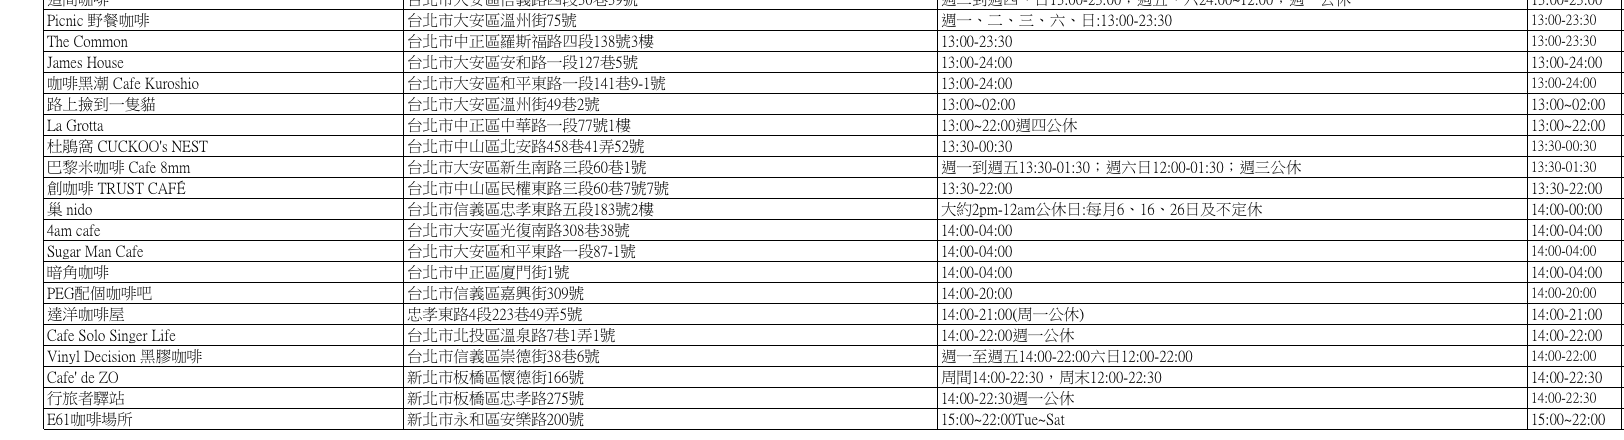 Picnic 野餐咖啡 台北市大安區溫州街75號 週一、二、三、六、日:13:00-23:30 13:00-23:30
The Common 台北市中正區羅斯福路四段138號3樓 13:00-23:30 13:00-23:30
James House 台北市大安區安和路一段127巷5號 13:00-24:00 13:00-24:00
咖啡黑潮 Cafe Kuroshio 台北市大安區和平東路一段141巷9-1號 13:00-24:00 13:00-24:00
路上撿到一隻貓 台北市大安區溫州街49巷2號 13:00~02:00 13:00~02:00
La Grotta 台北市中正區中華路一段77號1樓 13:00~22:00週四公休 13:00~22:00
杜鵑窩 CUCKOO's NEST 台北市中山區北安路458巷41弄52號 13:30-00:30 13:30-00:30
巴黎米咖啡 Cafe 8mm 台北市大安區新生南路三段60巷1號 週一到週五13:30-01:30；週六日12:00-01:30；週三公休 13:30-01:30
創咖啡 TRUST CAFÉ 台北市中山區民權東路三段60巷7號7號 13:30-22:00 13:30-22:00
巢 nido 台北市信義區忠孝東路五段183號2樓 大約2pm-12am公休日:每月6、16、26日及不定休 14:00-00:00
4am cafe 台北市大安區光復南路308巷38號 14:00-04:00 14:00-04:00
Sugar Man Cafe 台北市大安區和平東路一段87-1號 14:00-04:00 14:00-04:00
暗角咖啡 台北市中正區廈門街1號 14:00-04:00 14:00-04:00
PEG配個咖啡吧 台北市信義區嘉興街309號 14:00-20:00 14:00-20:00
達洋咖啡屋 忠孝東路4段223巷49弄5號 14:00-21:00(周一公休) 14:00-21:00
Cafe Solo Singer Life 台北市北投區溫泉路7巷1弄1號 14:00-22:00週一公休 14:00-22:00
Vinyl Decision 黑膠咖啡 台北市信義區崇德街38巷6號 週一至週五14:00-22:00六日12:00-22:00 14:00-22:00
Cafe' de ZO 新北市板橋區懷德街166號 周間14:00-22:30，周末12:00-22:30 14:00-22:30
行旅者驛站 新北市板橋區忠孝路275號 14:00-22:30週一公休 14:00-22:30
E61咖啡場所 新北市永和區安樂路200號 15:00~22:00Tue~Sat 15:00~22:00